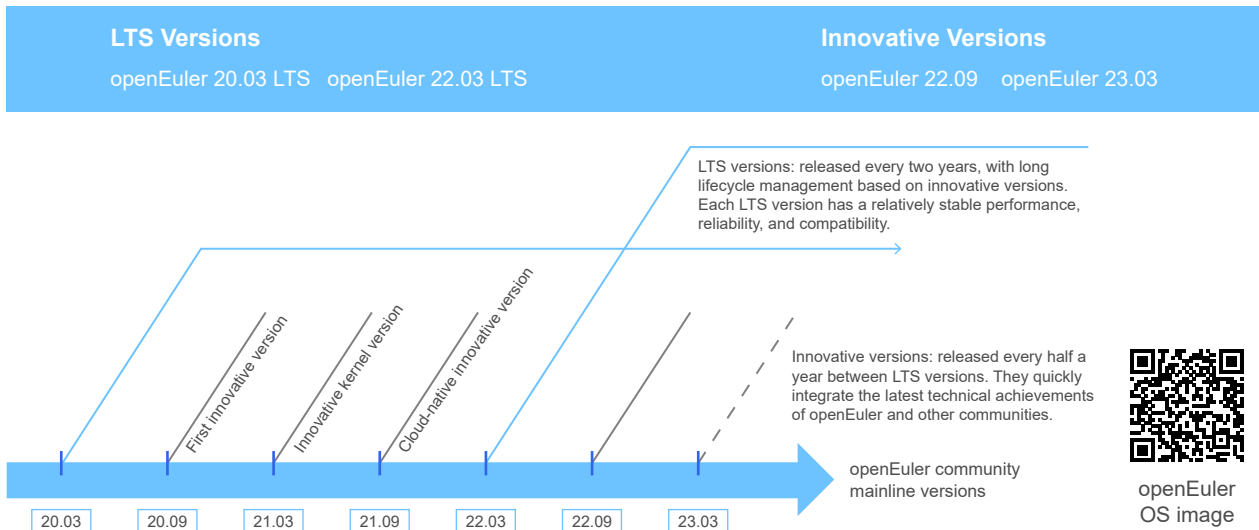 LTS Versions
openEuler 20.03 LTS openEuler 22.03 LTS
Innovative Versions
openEuler 22.09 openEuler 23.03
LTS versions: released every two years, with long
lifecycle management based on innovative versions.
Each LTS version has a relatively stable performance,
reliability, and compatibility.
First innovative version
Innovative kernel version
Cloud-native innovative version
Innovative versions: released every half a
year between LTS versions. They quickly
integrate the latest technical achievements
of openEuler and other communities.
openEuler community
mainline versions
openEuler
OS image
20.03
20.09
21.03
21.09
22.03
22.09
23.03